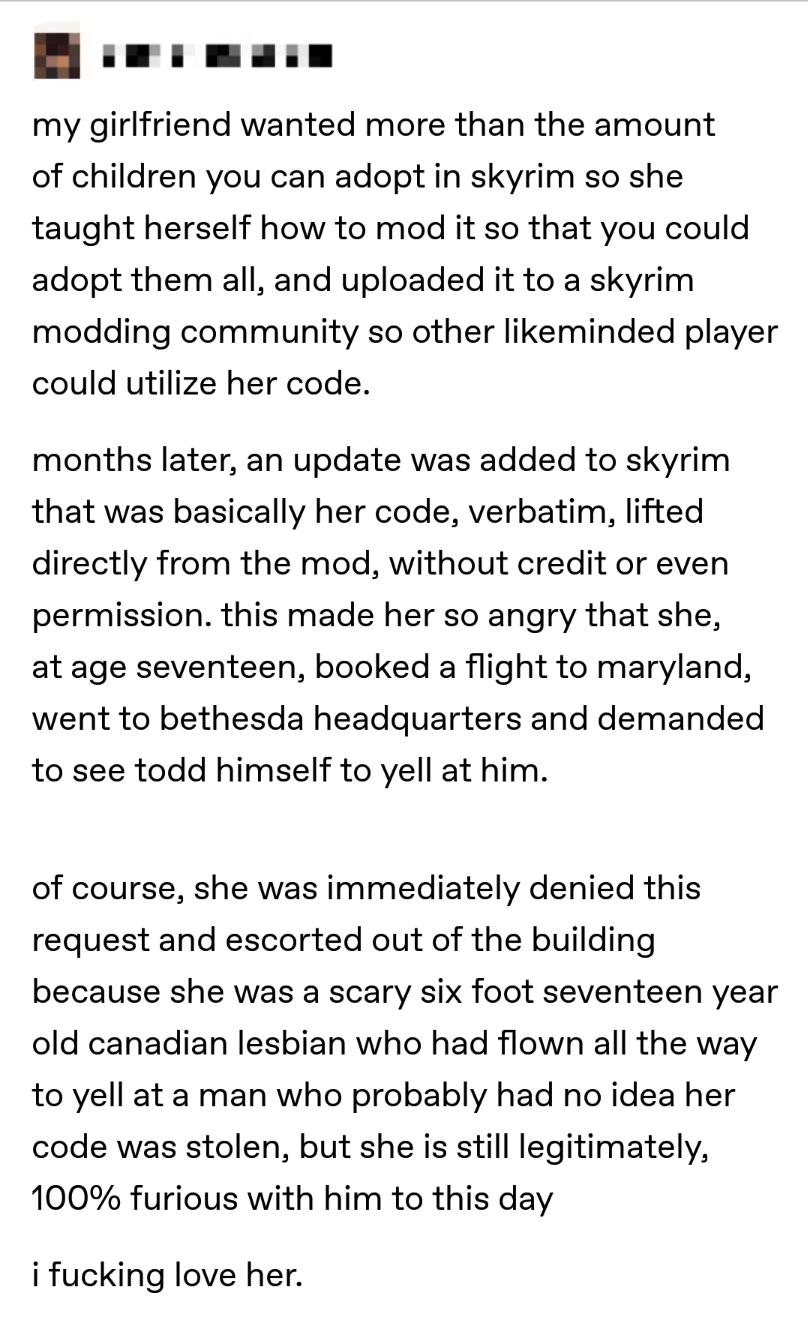 my girlfriend wanted more than the amount
of children you can adopt in skyrim so she
taught herself how to mod it so that you could
adopt them all, and uploaded it to a skyrim
modding community so other likeminded player
could utilize her code.
months later, an update was added to skyrim
that was basically her code, verbatim, lifted
directly from the mod, without credit or even
permission. this made her so angry that she,
at age seventeen, booked a flight to maryland,
went to bethesda headquarters and demanded
to see todd himself to yell at him.
of course, she was immediately denied this
request and escorted out of the building
because she was a scary six foot seventeen year
old canadian lesbian who had flown all the way
to yell at a man who probably had no idea her
code was stolen, but she is still legitimately,
100% furious with him to this day
i fucking love her.